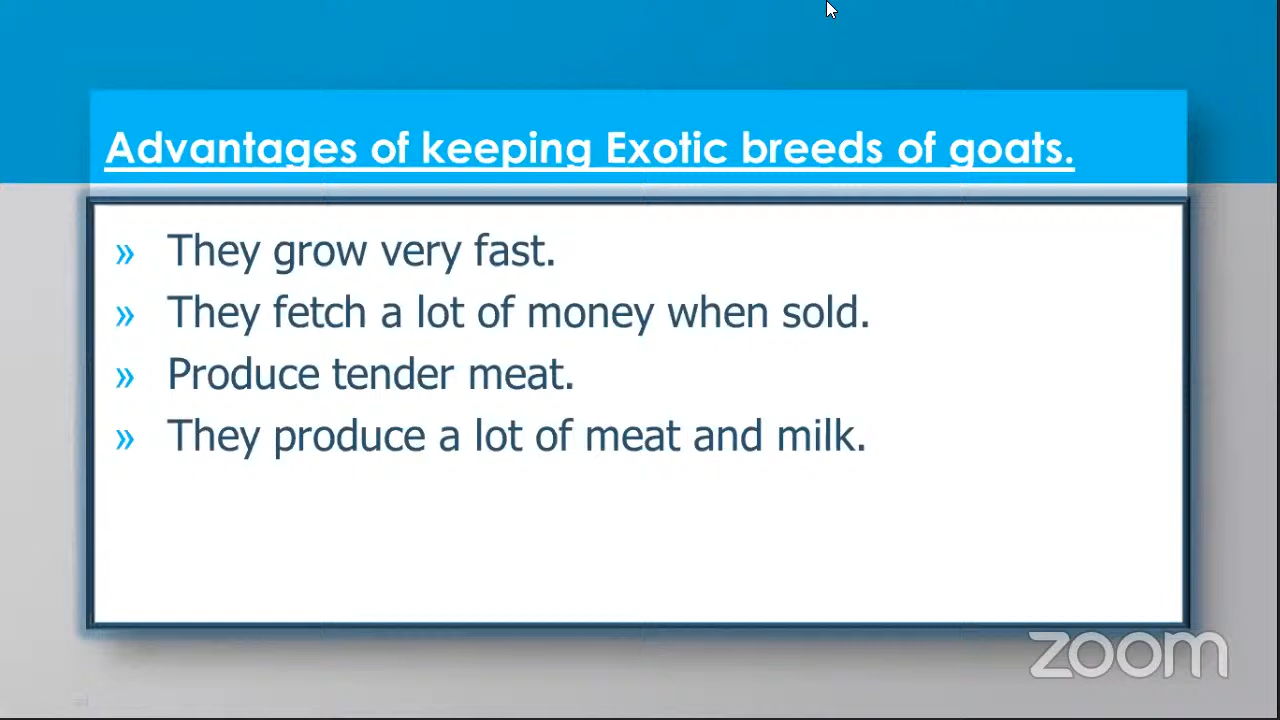 Advantages of keeping Exotic breeds of goats.
» They grow very fast.
» They fetch a lot of money when sold.
» Produce tender meat.
» They produce a lot of meat and milk.
zoom